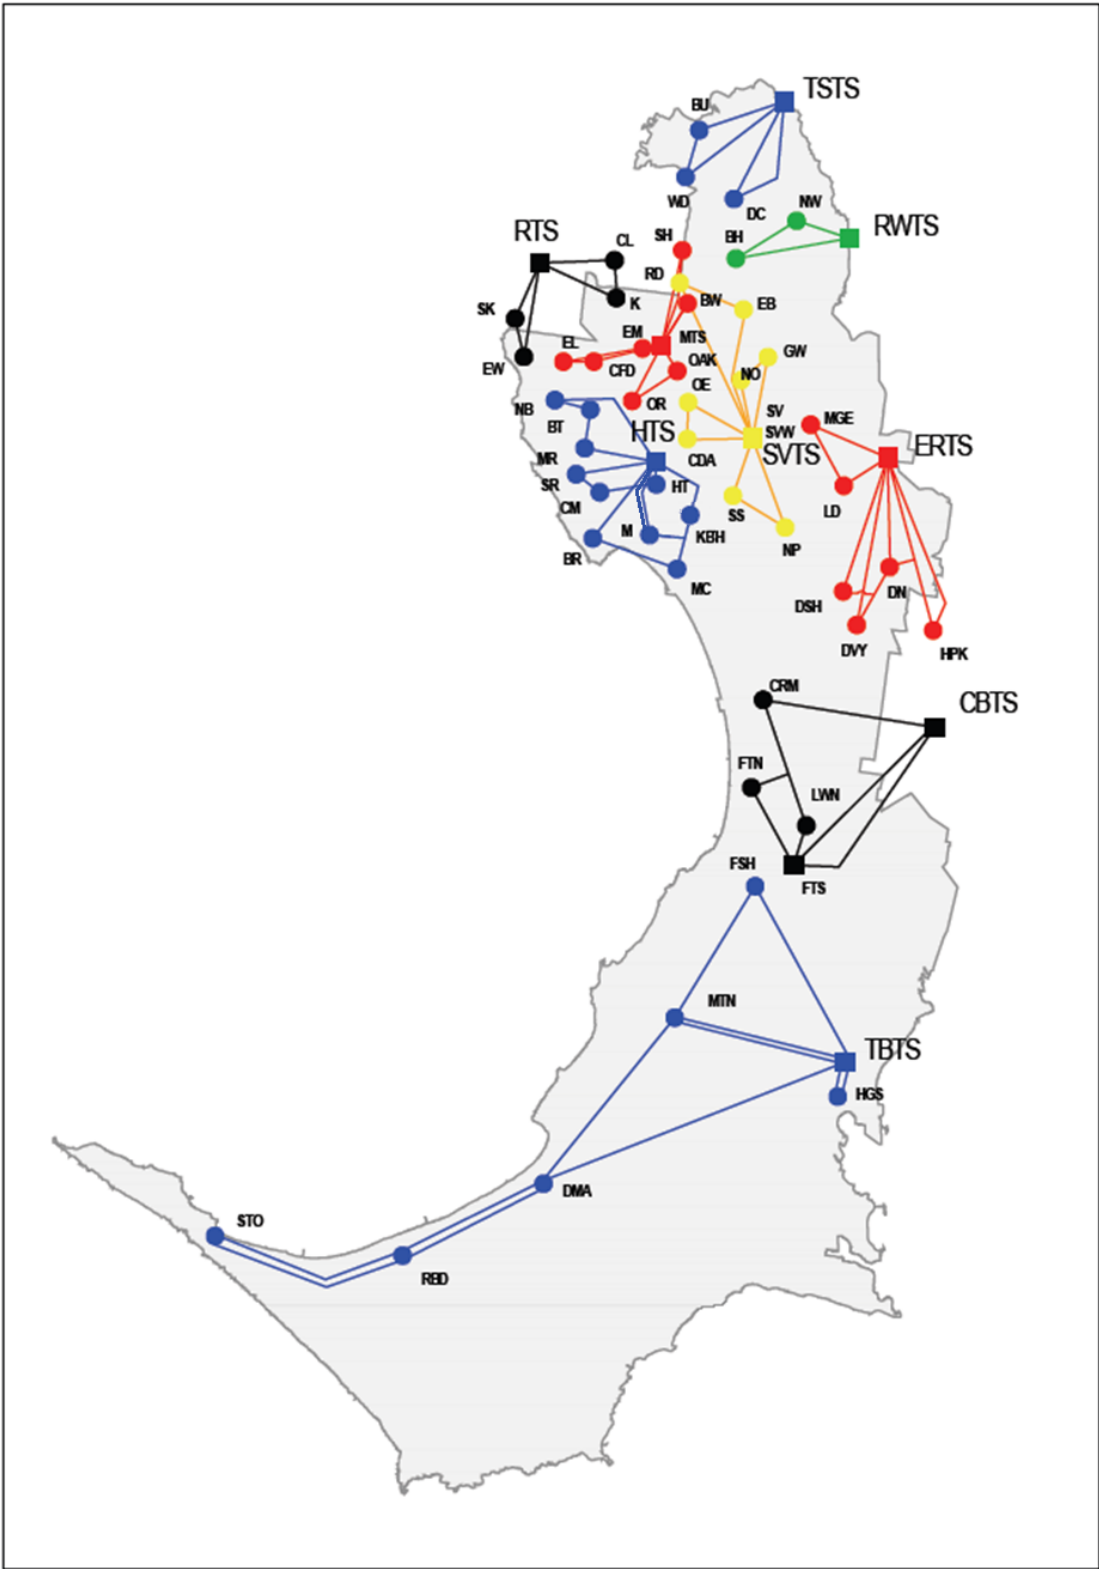 TSTS
BU
WD
DC
NW
RWTS
BH
SH
RTS
CL
RD
K
BW
EB
SK
EM
MTS
EL
GW
EW
CFD
OAK
NO
OE
NB
OR
SV
MGE
BT
HTS
SVW
SVTS
ERTS
MR
CDA
SR
HT
CM
SS
LD
M
KBH
NP
BR
MC
DN
DSH
DVY
HPK
CRM
CBTS
FTN
LWN
FSH
FTS
MTN
TBTS
HGS
DMA
STO
RBD